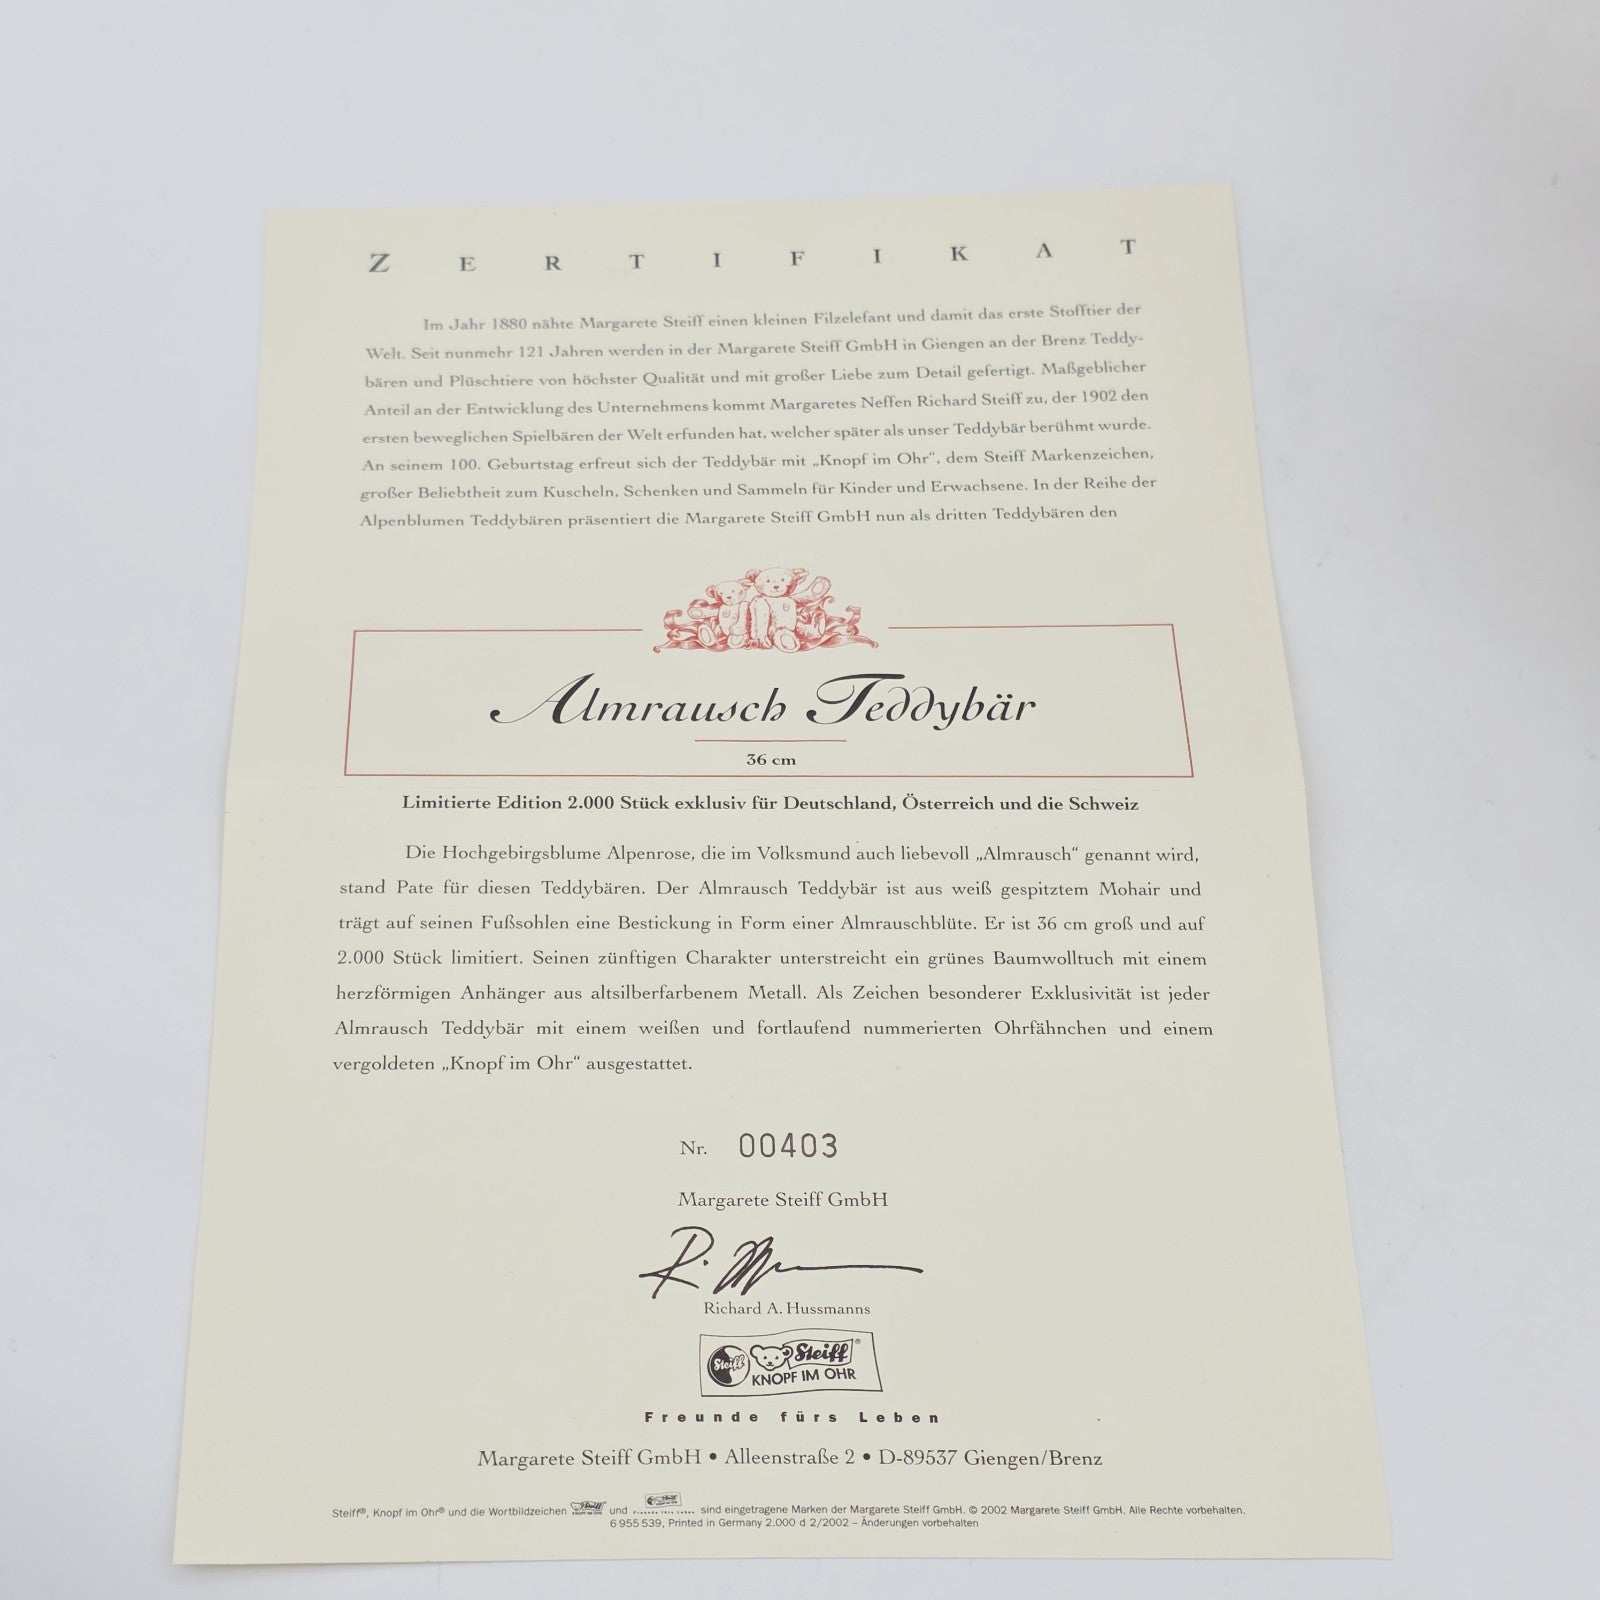 ZERTIFIKAT
Im Jahr 1880 nähte Margarete Steiff einen kleinen Filzelefant und damit das erste Stofftier der
Welt. Seit nunmehr 121 Jahren werden in der Margarete Steiff GmbH in Giengen an der Brenz Teddy-
bären und Plüschtiere von höchster Qualität und mit großer Liebe zum Detail gefertigt. Maßgeblicher
Anteil an der Entwicklung des Unternehmens kommt Margaretes Neffen Richard Steiff zu, der 1902 den
ersten beweglichen Spielbären der Welt erfunden hat, welcher später als unser Teddybär berühmt wurde.
An seinem 100. Geburtstag erfreut sich der Teddybär mit „Knopf im Ohr“, dem Steiff Markenzeichen,
großer Beliebtheit zum Kuscheln, Schenken und Sammeln für Kinder und Erwachsene. In der Reihe der
Alpenblumen Teddybären präsentiert die Margarete Steiff GmbH nun als dritten Teddybären den
Almrausch Teddybär
36 cm
Limitierte Edition 2.000 Stück exklusiv für Deutschland, Österreich und die Schweiz
Die Hochgebirgsblume Alpenrose, die im Volksmund auch liebevoll „Almrausch“ genannt wird,
stand Pate für diesen Teddybären. Der Almrausch Teddybär ist aus weiß gespitztem Mohair und
trägt auf seinen Fußsohlen eine Bestickung in Form einer Almrauschblüte. Er ist 36 cm groß und auf
2.000 Stück limitiert. Seinen zünftigen Charakter unterstreicht ein grünes Baumwolltuch mit einem
herzförmigen Anhänger aus altsilberfarbenem Metall. Als Zeichen besonderer Exklusivität ist jeder
Almrausch Teddybär mit einem weißen und fortlaufend nummerierten Ohrfähnchen und einem
vergoldeten „Knopf im Ohr“ ausgestattet.
Nr. 00403
Margarete Steiff GmbH
Richard A. Hussmanns
Steiff Steiff®
KNOPF IM OHR
Freunde fürs Leben
Margarete Steiff GmbH • Alleenstraße 2 • D-89537 Giengen/Brenz
Steiff®, Knopf im Ohr® und die Wortbildzeichen und sind eingetragene Marken der Margarete Steiff GmbH. © 2002 Margarete Steiff GmbH. Alle Rechte vorbehalten.
6 955 539, Printed in Germany 2.000 d 2/2002 – Änderungen vorbehalten